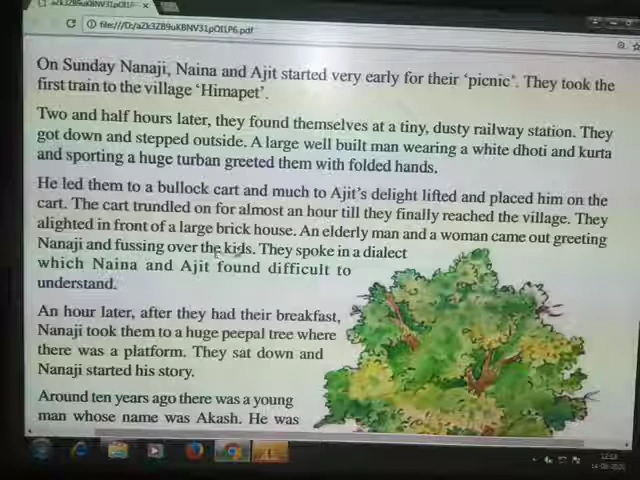 file:///D:/a2k3ZB9uKBNV31pOILP6.pdf
On Sunday Nanaji, Naina and Ajit started very early for their ‘picnic’. They took the
first train to the village ‘Himapet’.
Two and half hours later, they found themselves at a tiny, dusty railway station. They
got down and stepped outside. A large well built man wearing a white dhoti and kurta
and sporting a huge turban greeted them with folded hands.
He led them to a bullock cart and much to Ajit’s delight lifted and placed him on the
cart. The cart trundled on for almost an hour till they finally reached the village. They
alighted in front of a large brick house. An elderly man and a woman came out greeting
Nanaji and fussing over the kids. They spoke in a dialect
which Naina and Ajit found difficult to
understand.
An hour later, after they had their breakfast,
Nanaji took them to a huge peepal tree where
there was a platform. They sat down and
Nanaji started his story.
Around ten years ago there was a young
man whose name was Akash. He was